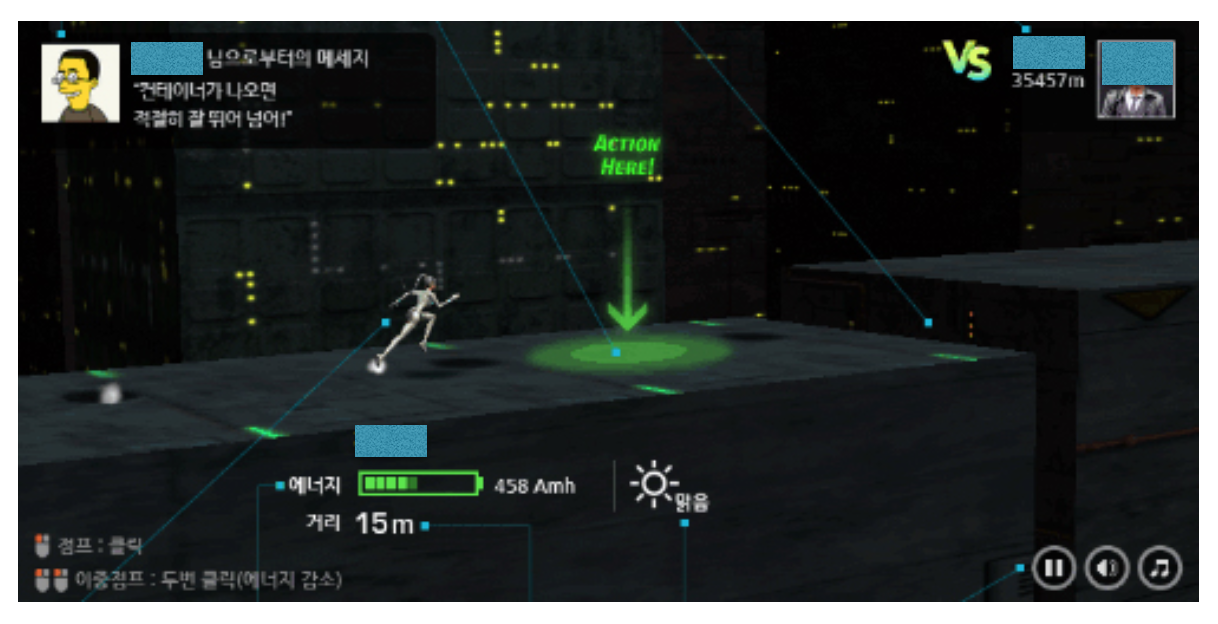 님으로부터의 메세지
"컨테이너가 나오면
적절히 잘 뛰어 넘어!"
VS
35457m
ACTION
HERE!
에너지 458 Amh
맑음
거리 15m
점프 : 클릭
이중점프 : 두번 클릭(에너지 감소)